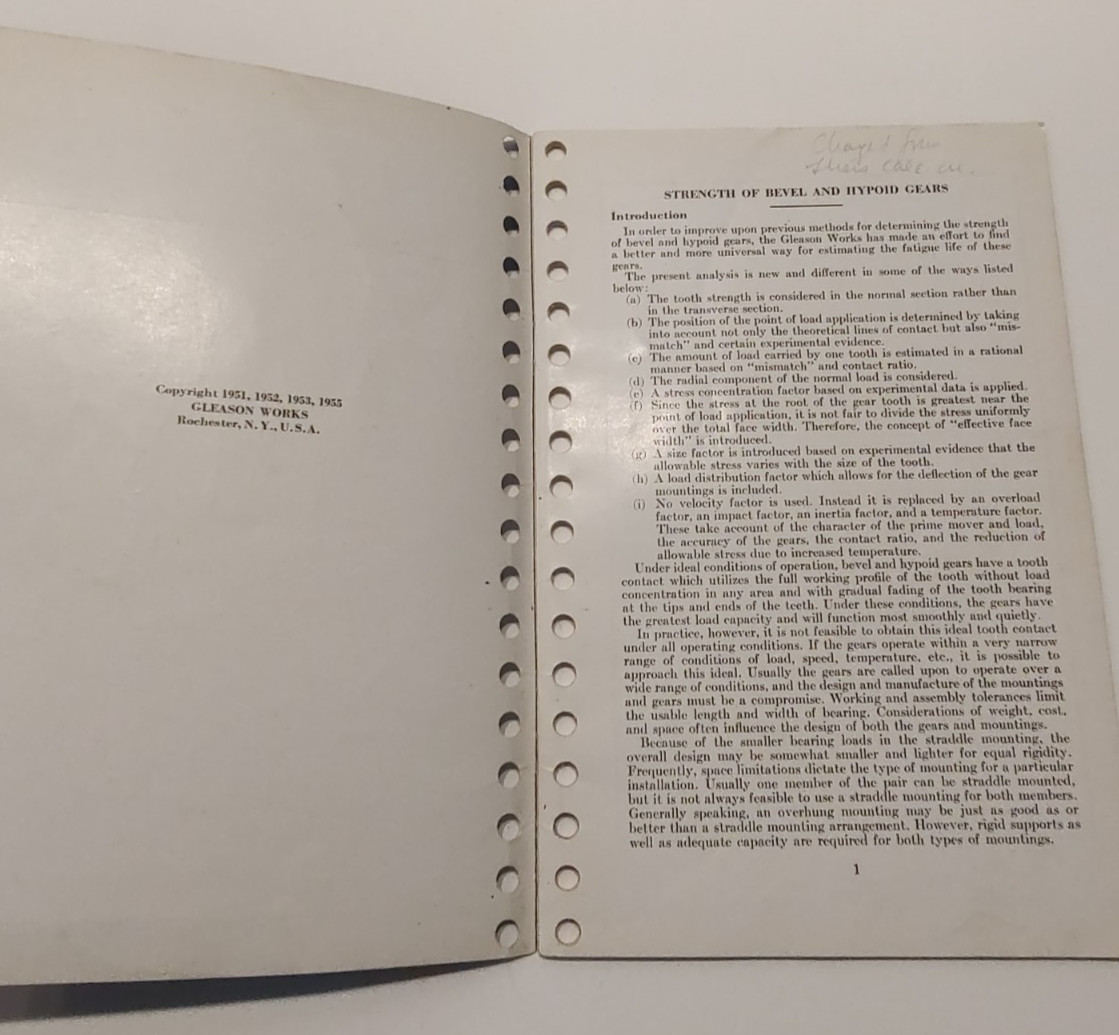 Copyright 1951, 1952, 1953, 1955
GLEASON WORKS
Rochester, N. Y., U.S.A.
STRENGTH OF BEVEL AND HYPOID GEARS
Introduction
In order to improve upon previous methods for determining the strength
of bevel and hypoid gears, the Gleason Works has made an effort to find
a better and more universal way for estimating the fatigue life of these
gears.
The present analysis is new and different in some of the ways listed
below:
(a) The tooth strength is considered in the normal section rather than
in the transverse section.
(b) The position of the point of load application is determined by taking
into account not only the theoretical lines of contact but also "mis-
match" and certain experimental evidence.
(c) The amount of load carried by one tooth is estimated in a rational
manner based on "mismatch" and contact ratio.
(d) The radial component of the normal load is considered.
(e) A stress concentration factor based on experimental data is applied.
(f) Since the stress at the root of the gear tooth is greatest near the
point of load application, it is not fair to divide the stress uniformly
over the total face width. Therefore, the concept of "effective face
width" is introduced.
(g) A size factor is introduced based on experimental evidence that the
allowable stress varies with the size of the tooth.
(h) A load distribution factor which allows for the deflection of the gear
mountings is included.
(i) No velocity factor is used. Instead it is replaced by an overload
factor, an impact factor, an inertia factor, and a temperature factor.
These take account of the character of the prime mover and load,
the accuracy of the gears, the contact ratio, and the reduction of
allowable stress due to increased temperature.
Under ideal conditions of operation, bevel and hypoid gears have a tooth
contact which utilizes the full working profile of the tooth without load
concentration in any area and with gradual fading of the tooth bearing
at the tips and ends of the teeth. Under these conditions, the gears have
the greatest load capacity and will function most smoothly and quietly.
In practice, however, it is not feasible to obtain this ideal tooth contact
under all operating conditions. If the gears operate within a very narrow
range of conditions of load, speed, temperature, etc., it is possible to
approach this ideal. Usually the gears are called upon to operate over a
wide range of conditions, and the design and manufacture of the mountings
and gears must be a compromise. Working and assembly tolerances limit
the usable length and width of bearing. Considerations of weight, cost,
and space often influence the design of both the gears and mountings.
Because of the smaller bearing loads in the straddle mounting, the
overall design may be somewhat smaller and lighter for equal rigidity.
Frequently, space limitations dictate the type of mounting for a particular
installation. Usually one member of the pair can be straddle mounted,
but it is not always feasible to use a straddle mounting for both members.
Generally speaking, an overhung mounting may be just as good as or
better than a straddle mounting arrangement. However, rigid supports as
well as adequate capacity are required for both types of mountings.
1